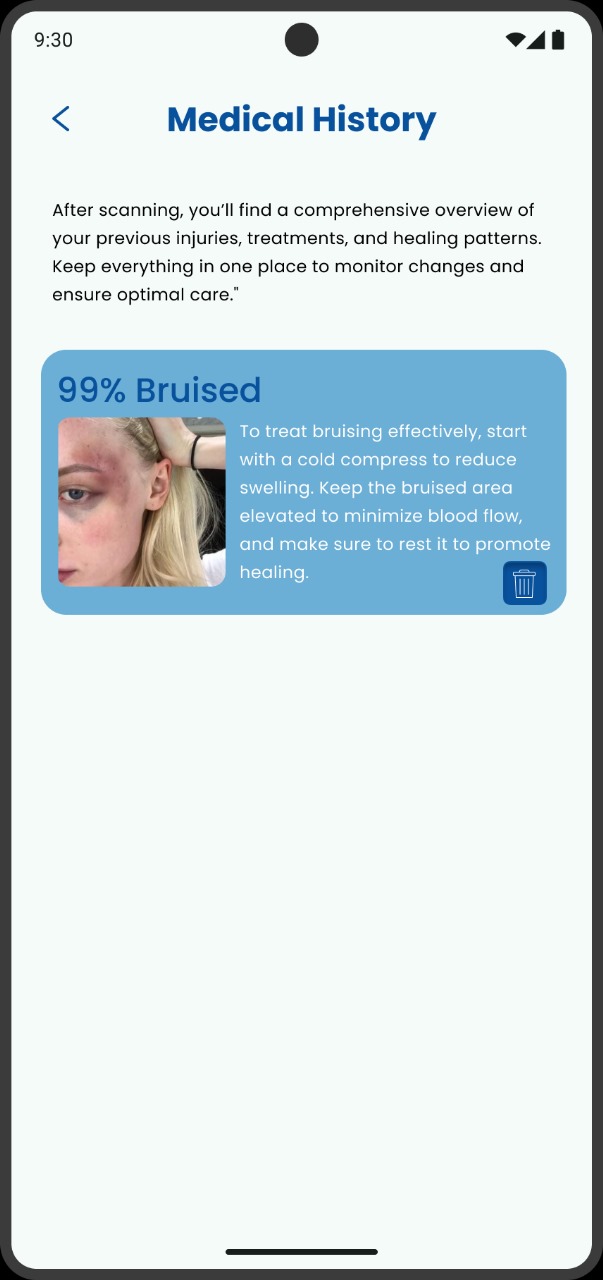 9:30
Medical History
After scanning, you’ll find a comprehensive overview of
your previous injuries, treatments, and healing patterns.
Keep everything in one place to monitor changes and
ensure optimal care."
99% Bruised
To treat bruising effectively, start
with a cold compress to reduce
swelling. Keep the bruised area
elevated to minimize blood flow,
and make sure to rest it to promote
healing.